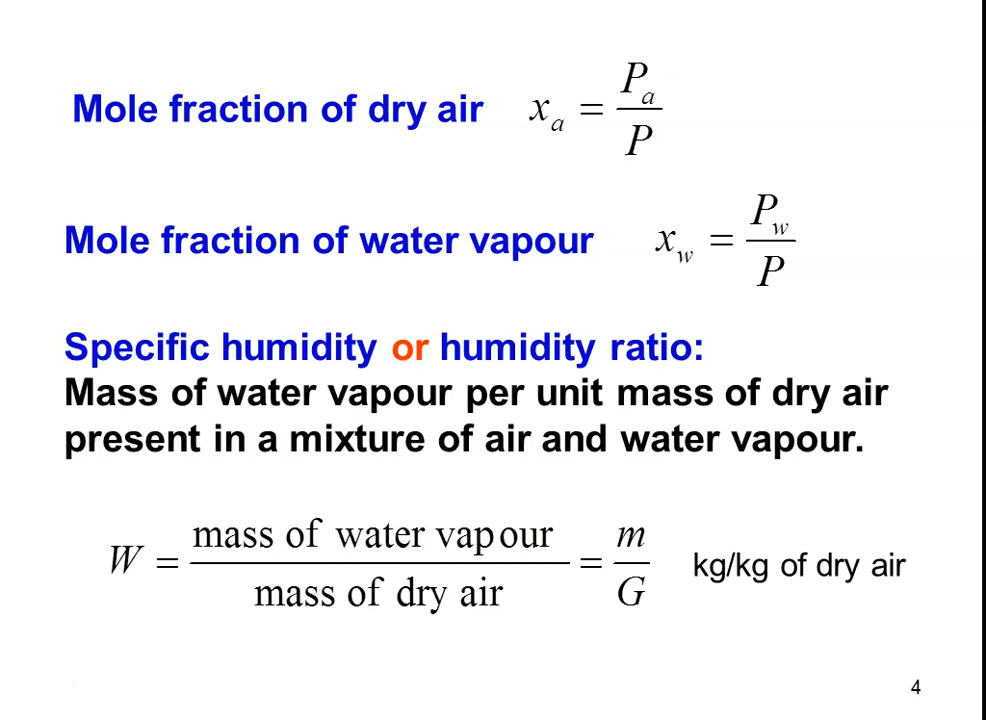 Mole fraction of dry air x_a = P_a / P
Mole fraction of water vapour x_w = P_w / P
Specific humidity or humidity ratio:
Mass of water vapour per unit mass of dry air
present in a mixture of air and water vapour.
W = mass of water vapour / mass of dry air = m / G kg/kg of dry air
4